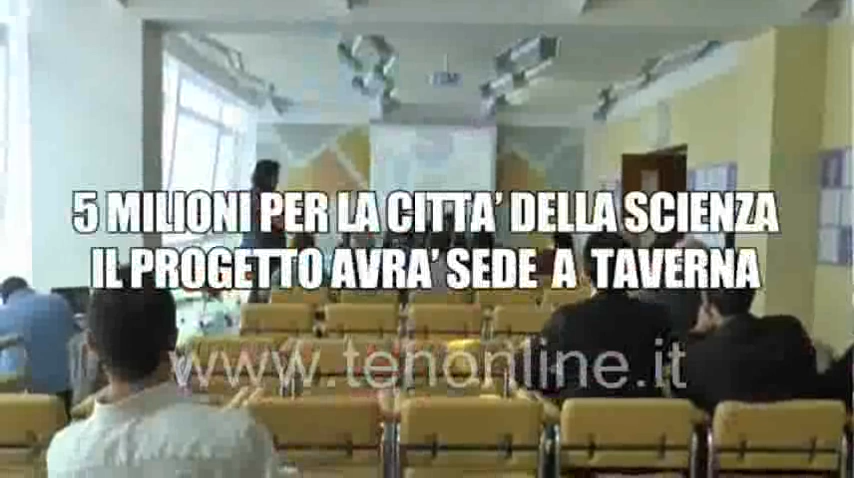 5 MILIONI PER LA CITTA' DELLA SCIENZA
IL PROGETTO AVRA' SEDE A TAVERNA
www.tenonline.it